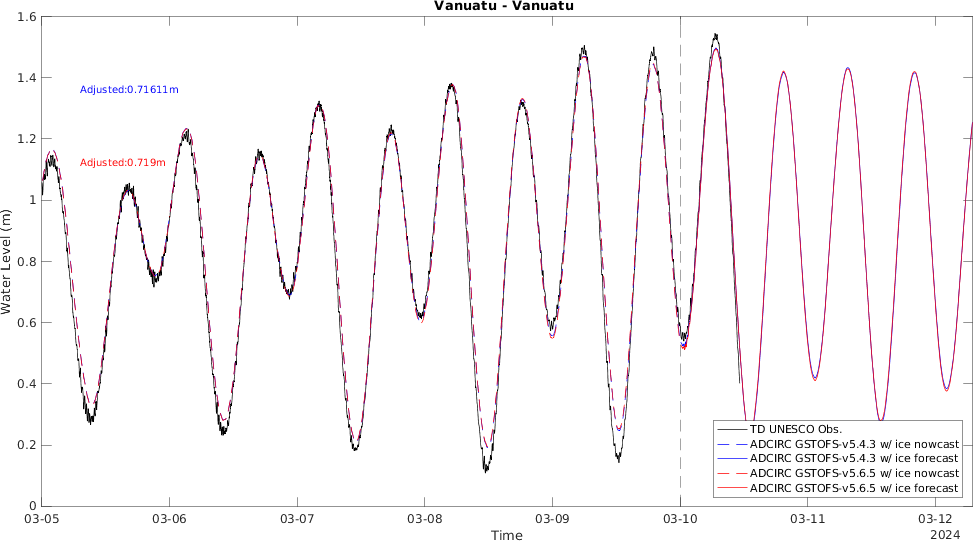 Vanuatu - Vanuatu
1.6
1.4
1.2
1
0.8
0.6
0.4
0.2
0
Water Level (m)
Adjusted:0.71611m
Adjusted:0.719m
TD UNESCO Obs.
ADCIRC GSTOFS-v5.4.3 w/ ice nowcast
ADCIRC GSTOFS-v5.4.3 w/ ice forecast
ADCIRC GSTOFS-v5.6.5 w/ ice nowcast
ADCIRC GSTOFS-v5.6.5 w/ ice forecast
03-05 03-06 03-07 03-08 03-09 03-10 03-11 03-12
Time
2024